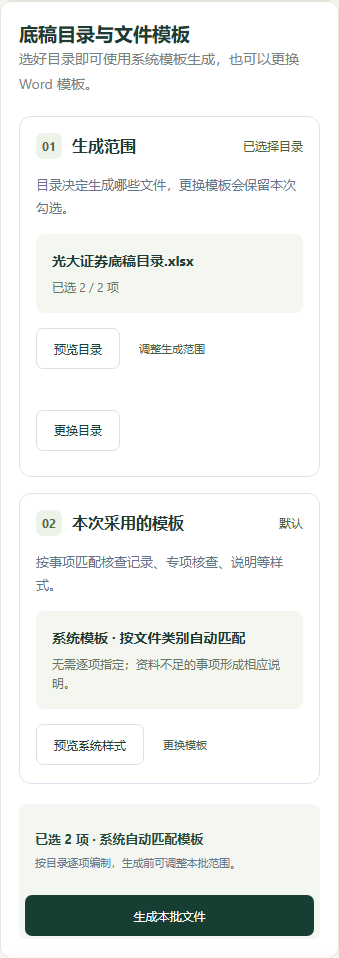 底稿目录与文件模板
选好目录即可使用系统模板生成，也可以更换
Word 模板。
01 生成范围 已选择目录
目录决定生成哪些文件，更换模板会保留本次
勾选。
光大证券底稿目录.xlsx
已选 2 / 2 项
预览目录 调整生成范围
更换目录
02 本次采用的模板 默认
按事项匹配核查记录、专项核查、说明等样
式。
系统模板 · 按文件类别自动匹配
无需逐项指定；资料不足的事项形成相应说
明。
预览系统样式 更换模板
已选 2 项 · 系统自动匹配模板
按目录逐项编制，生成前可调整本批范围。
生成本批文件